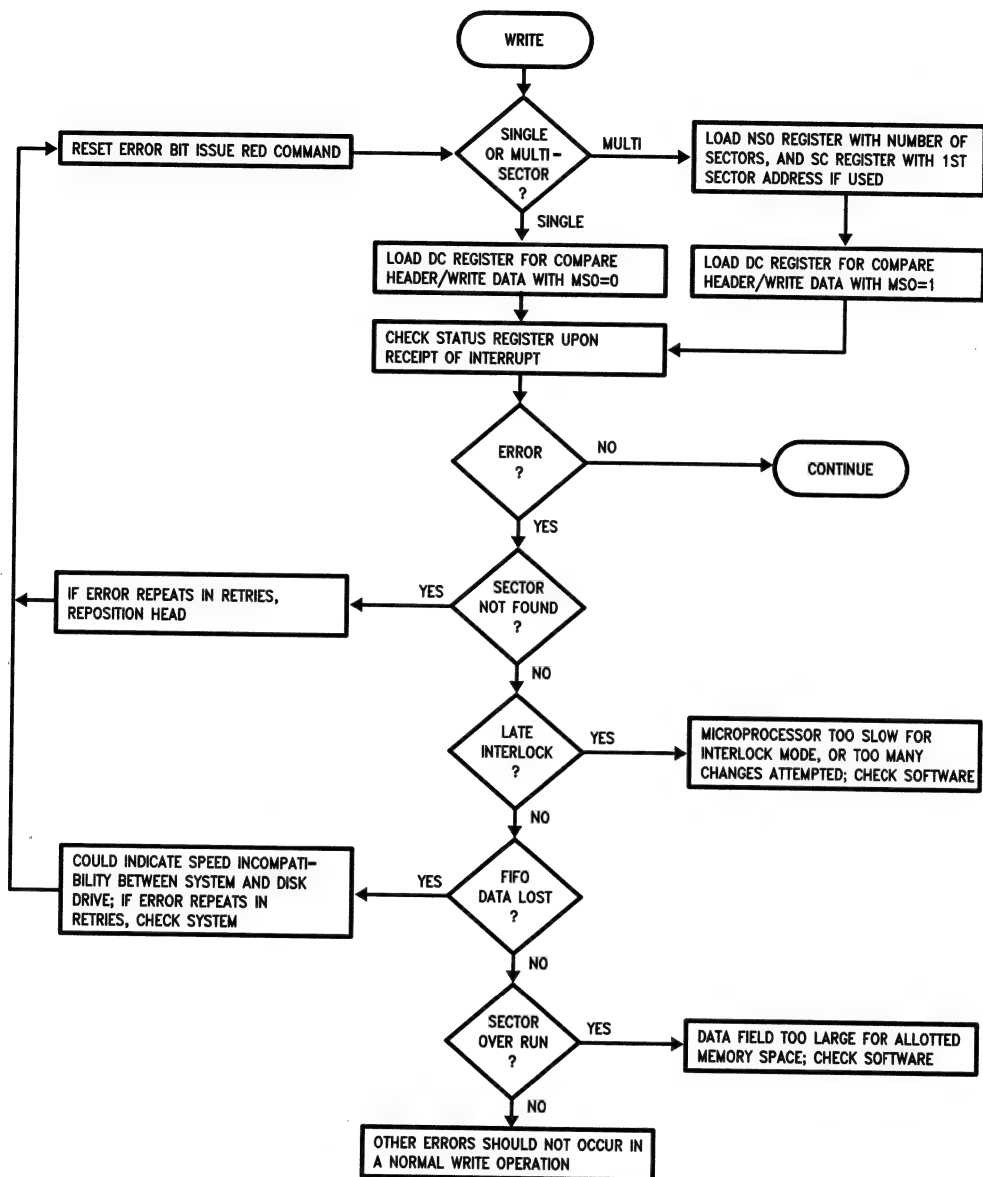 WRITE
SINGLE
OR MULTI-
SECTOR
?
MULTI
SINGLE
RESET ERROR BIT ISSUE RED COMMAND
LOAD NSO REGISTER WITH NUMBER OF
SECTORS, AND SC REGISTER WITH 1ST
SECTOR ADDRESS IF USED
LOAD DC REGISTER FOR COMPARE
HEADER/WRITE DATA WITH MSO=0
LOAD DC REGISTER FOR COMPARE
HEADER/WRITE DATA WITH MSO=1
CHECK STATUS REGISTER UPON
RECEIPT OF INTERRUPT
ERROR
?
NO
CONTINUE
YES
SECTOR
NOT FOUND
?
YES
IF ERROR REPEATS IN RETRIES,
REPOSITION HEAD
NO
LATE
INTERLOCK
?
YES
MICROPROCESSOR TOO SLOW FOR
INTERLOCK MODE, OR TOO MANY
CHANGES ATTEMPTED; CHECK SOFTWARE
NO
FIFO
DATA LOST
?
YES
COULD INDICATE SPEED INCOMPATI-
BILITY BETWEEN SYSTEM AND DISK
DRIVE; IF ERROR REPEATS IN
RETRIES, CHECK SYSTEM
NO
SECTOR
OVER RUN
?
YES
DATA FIELD TOO LARGE FOR ALLOTTED
MEMORY SPACE; CHECK SOFTWARE
NO
OTHER ERRORS SHOULD NOT OCCUR IN
A NORMAL WRITE OPERATION